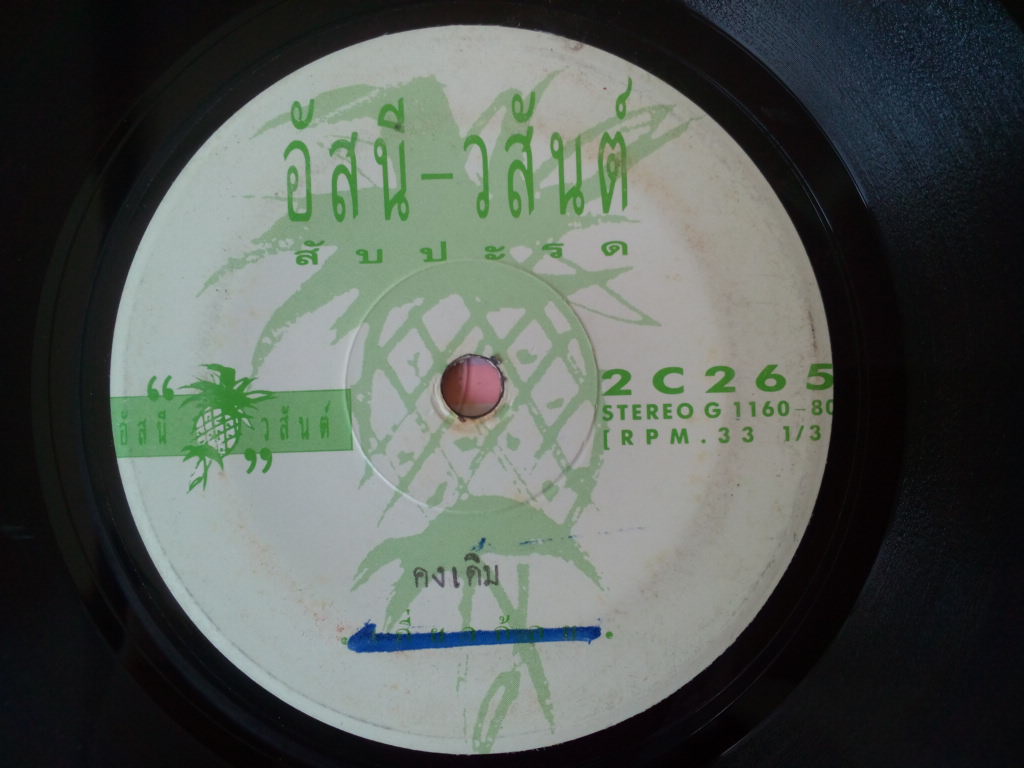 อัสนี-วสันต์
สับปะรด
“อัสนี วสันต์”
2C265
STEREO G 1160-80
[RPM.33 1/3
คงเดิม